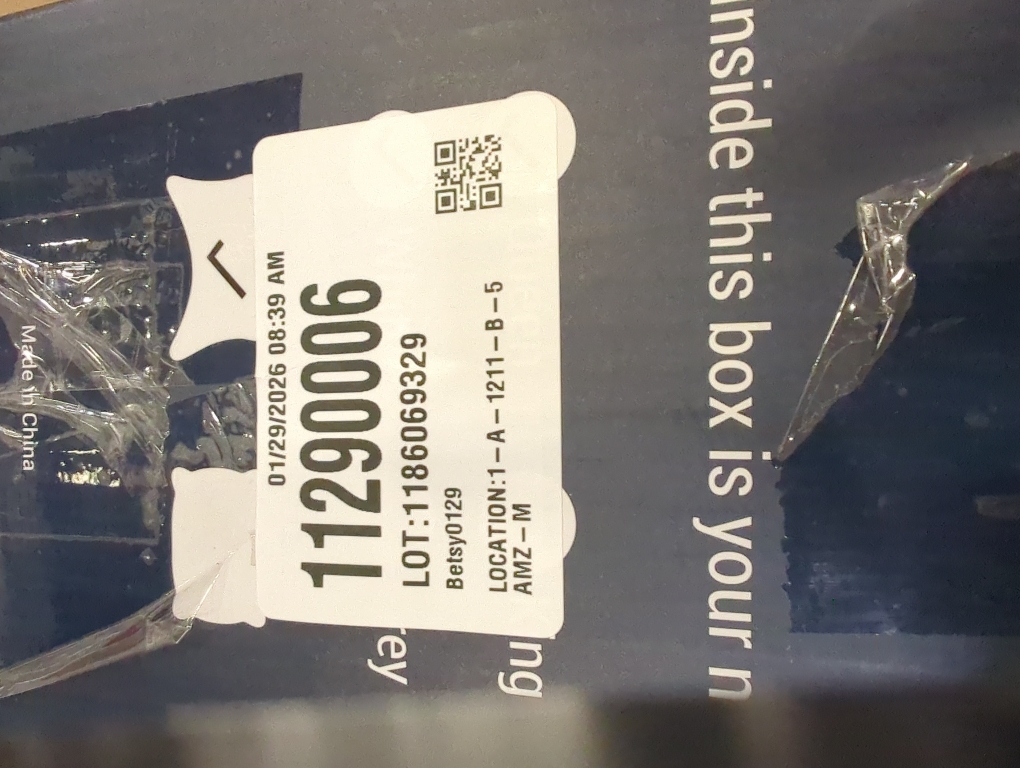 01/29/2026 08:39 AM
11290006
LOT:1186069329
Betsy0129
LOCATION:1-A-1211-B-5
AMZ-M
Made in China
inside this box is your n
rey
ng